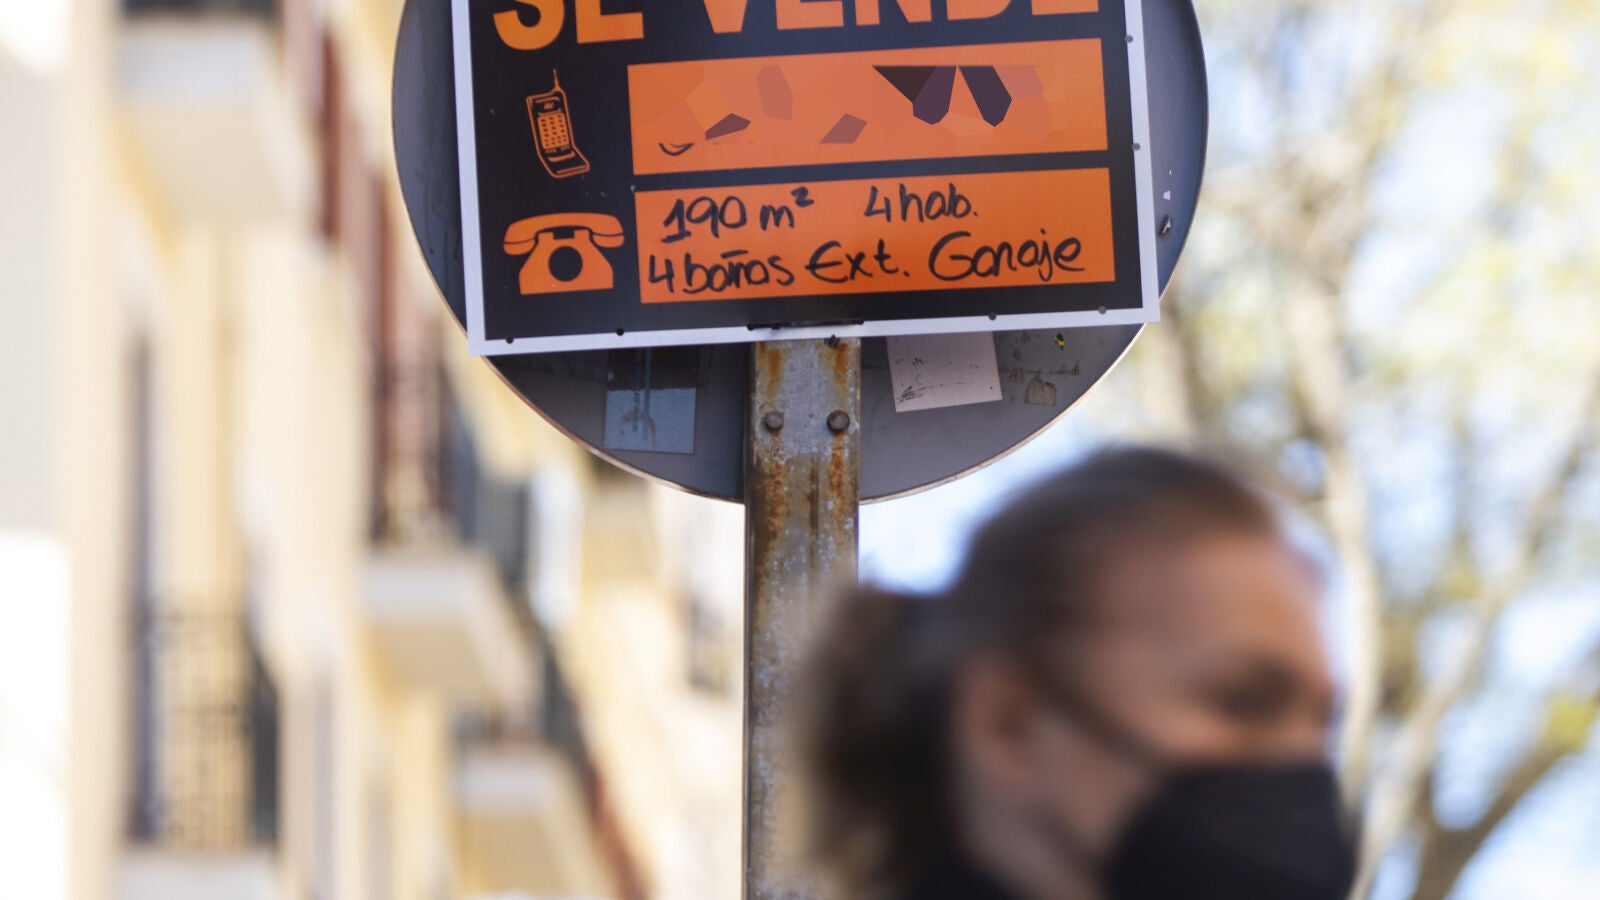 SE VENDE
190 m² 4 hab.
4 baños Ext. Garaje